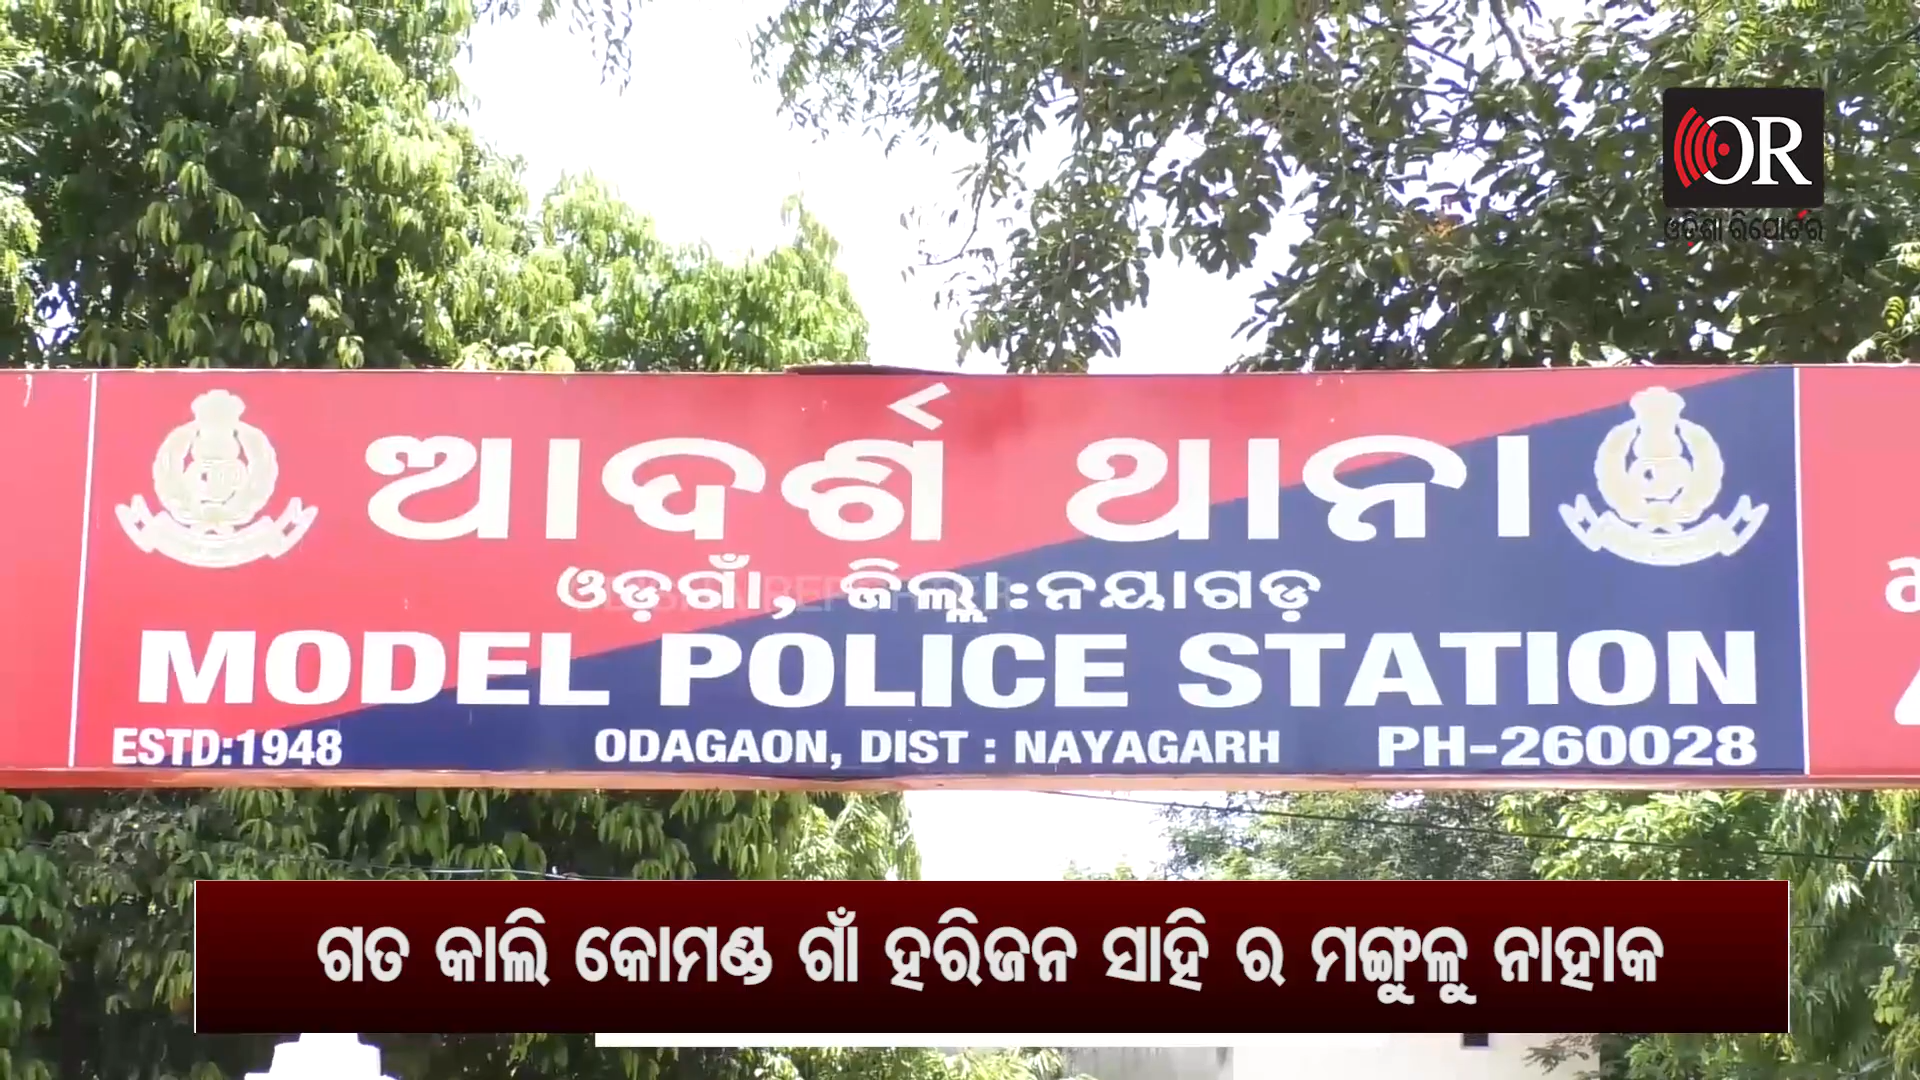 OR
ଓଡ଼ିଶା ରିପୋର୍ଟର
ଆଦର୍ଶ ଥାନା
ଓଡ଼ଗାଁ, ଜିଲ୍ଲା:ନୟାଗଡ଼
MODEL POLICE STATION
ESTD:1948 ODAGAON, DIST : NAYAGARH PH-260028
ଗତ କାଲି କୋମଣ୍ଡ ଗାଁ ହରିଜନ ସାହି ର ମଙ୍ଗୁଳୁ ନାହାକ